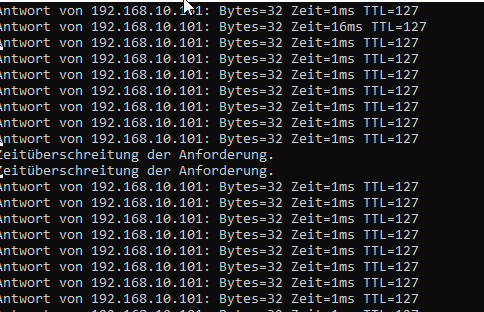 Antwort von 192.168.10.101: Bytes=32 Zeit=1ms TTL=127
Antwort von 192.168.10.101: Bytes=32 Zeit=16ms TTL=127
Antwort von 192.168.10.101: Bytes=32 Zeit=1ms TTL=127
Antwort von 192.168.10.101: Bytes=32 Zeit=1ms TTL=127
Antwort von 192.168.10.101: Bytes=32 Zeit=1ms TTL=127
Antwort von 192.168.10.101: Bytes=32 Zeit=1ms TTL=127
Antwort von 192.168.10.101: Bytes=32 Zeit=1ms TTL=127
Antwort von 192.168.10.101: Bytes=32 Zeit=1ms TTL=127
Antwort von 192.168.10.101: Bytes=32 Zeit=1ms TTL=127
Zeitüberschreitung der Anforderung.
Zeitüberschreitung der Anforderung.
Antwort von 192.168.10.101: Bytes=32 Zeit=1ms TTL=127
Antwort von 192.168.10.101: Bytes=32 Zeit=1ms TTL=127
Antwort von 192.168.10.101: Bytes=32 Zeit=1ms TTL=127
Antwort von 192.168.10.101: Bytes=32 Zeit=1ms TTL=127
Antwort von 192.168.10.101: Bytes=32 Zeit=1ms TTL=127
Antwort von 192.168.10.101: Bytes=32 Zeit=1ms TTL=127
Antwort von 192.168.10.101: Bytes=32 Zeit=1ms TTL=127
Antwort von 192.168.10.101: Bytes=32 Zeit=1ms TTL=127